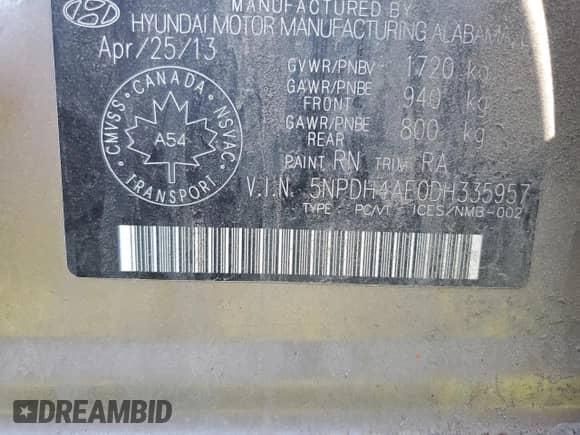 MANUFACTURED BY
HYUNDAI MOTOR MANUFACTURING ALABAMA, L
Apr/25/13
GVWR/PNBV 1720 kg
GAWR/PNBE FRONT 940 kg
GAWR/PNBE REAR 800 kg
PAINT RN TRIM RA
V.I.N. 5NPDH4AE0DH335957
TYPE: PC/VT ICES/NMB-002
CANADA
CMVSS NSVAC
A54
TRANSPORT
DREAMBID